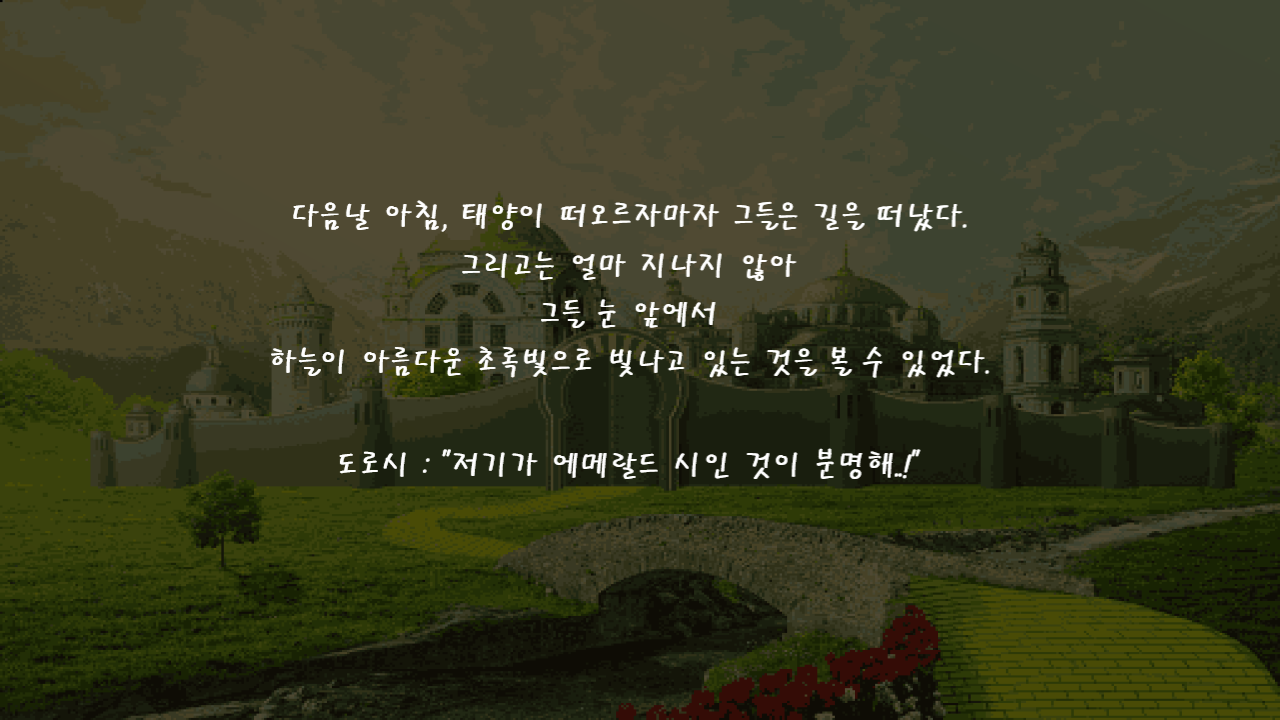 다음날 아침, 태양이 떠오르자마자 그들은 길을 떠났다.
그리고는 얼마 지나지 않아
그들 눈 앞에서
하늘이 아름다운 초록빛으로 빛나고 있는 것을 볼 수 있었다.
도로시 : "저기가 에메랄드 시인 것이 분명해..!"